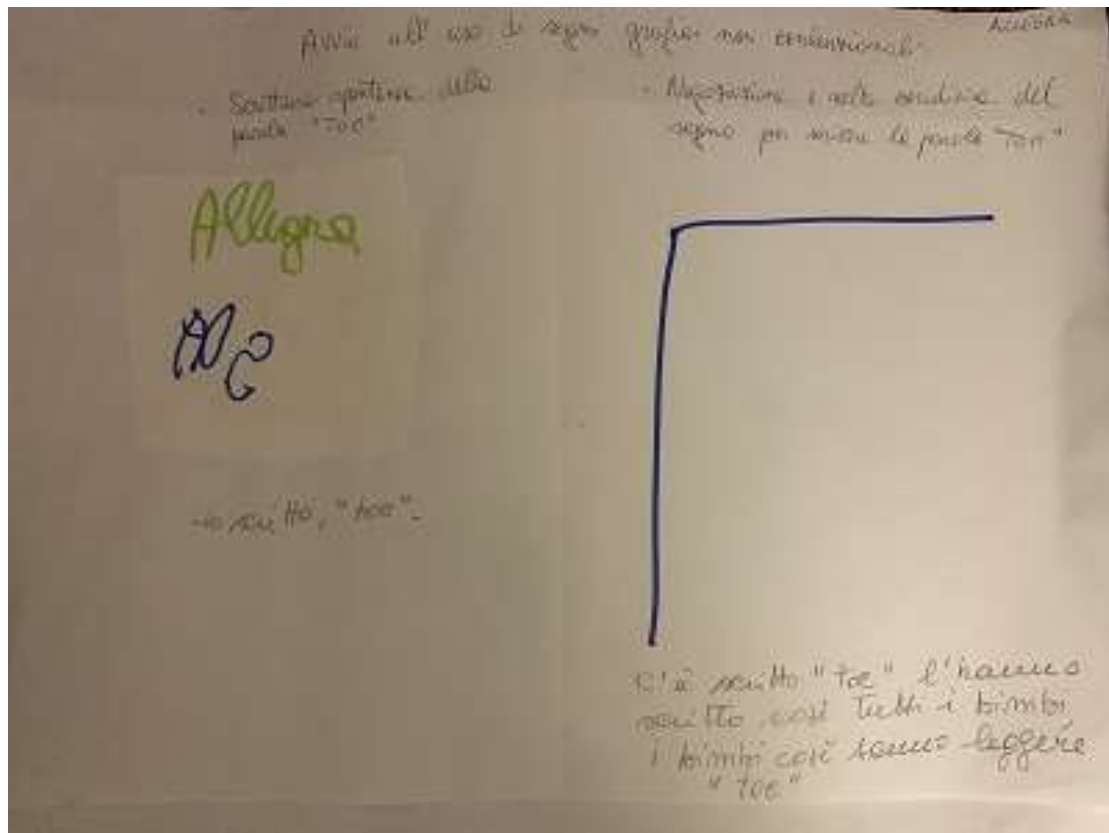 Avvio all'uso di segni grafici non convenzionali
ALLEGRA
. Scrittura spontanea della
parola "Toc"
. Negoziazione e scelta condivisa del
segno per scrivere la parola "Toc"
Allegra
ho scritto, "toc".
C'è scritto "toc" l'hanno
scritto così tutti i bimbi
i bimbi così sanno leggere
"toc"